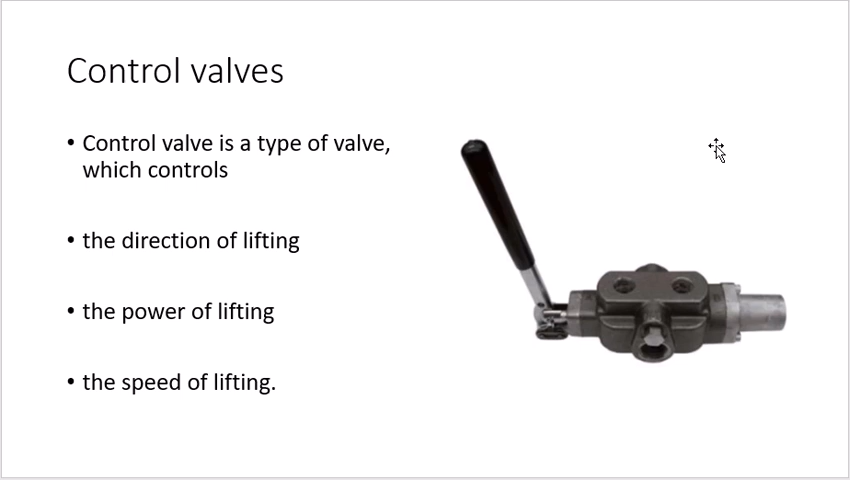 Control valves
• Control valve is a type of valve,
which controls
• the direction of lifting
• the power of lifting
• the speed of lifting.